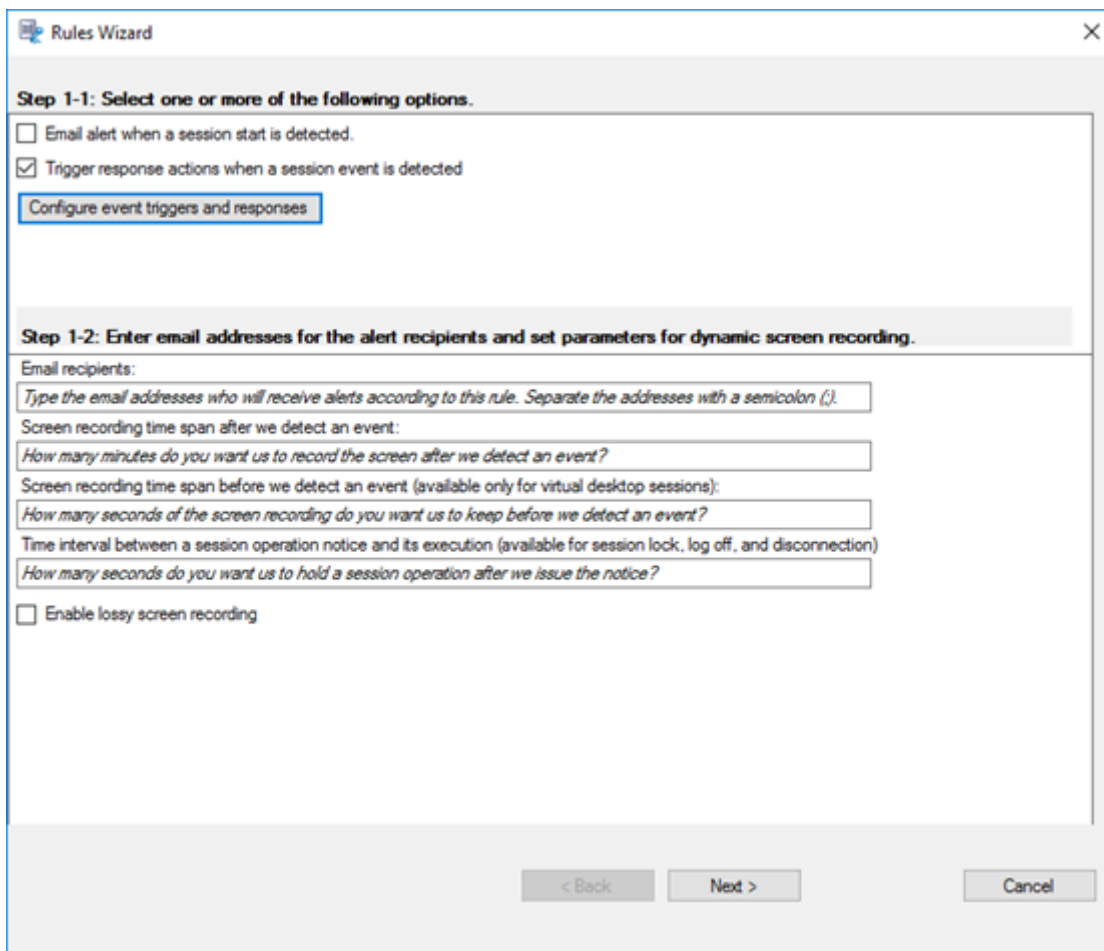 Rules Wizard
Step 1-1: Select one or more of the following options.
Email alert when a session start is detected.
Trigger response actions when a session event is detected
Configure event triggers and responses
Step 1-2: Enter email addresses for the alert recipients and set parameters for dynamic screen recording.
Email recipients:
Type the email addresses who will receive alerts according to this rule. Separate the addresses with a semicolon (;).
Screen recording time span after we detect an event:
How many minutes do you want us to record the screen after we detect an event?
Screen recording time span before we detect an event (available only for virtual desktop sessions):
How many seconds of the screen recording do you want us to keep before we detect an event?
Time interval between a session operation notice and its execution (available for session lock, log off, and disconnection)
How many seconds do you want us to hold a session operation after we issue the notice?
Enable lossy screen recording
< Back Next > Cancel